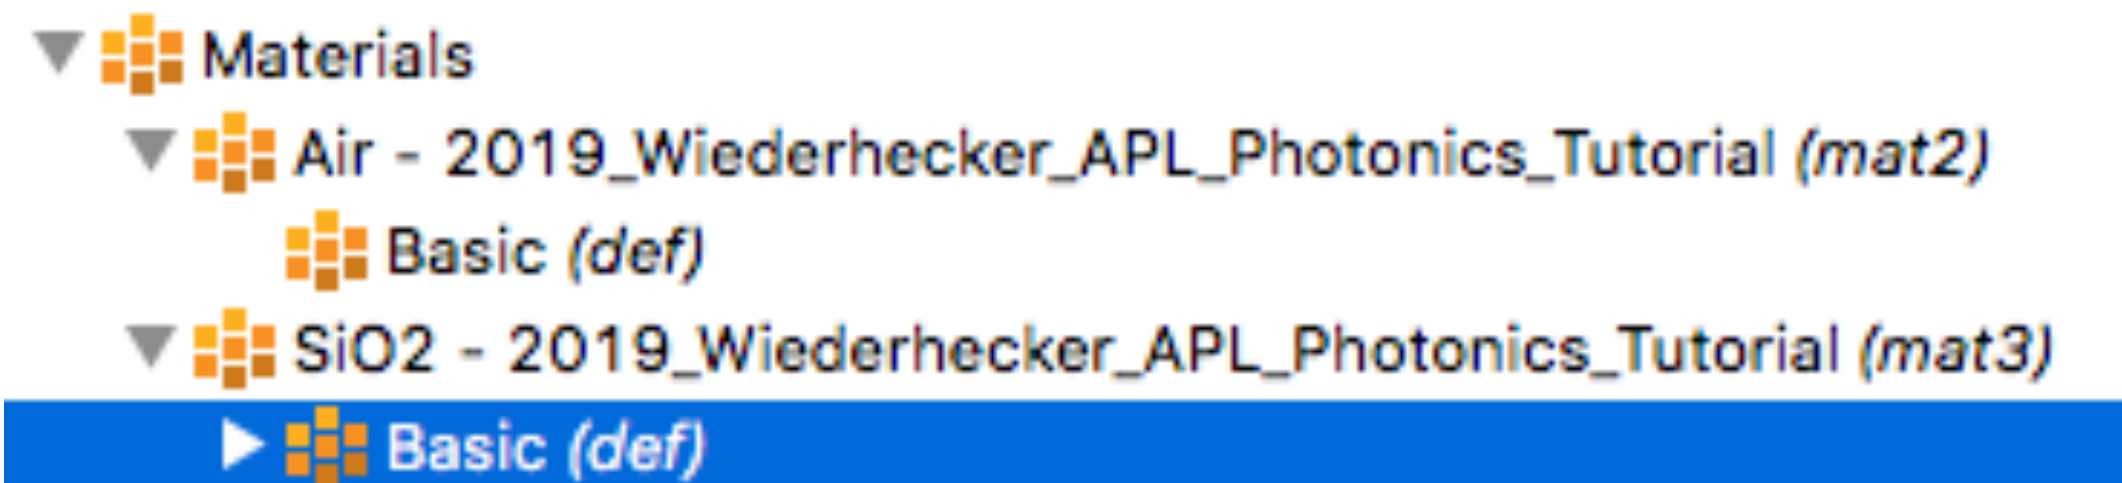 Materials
Air - 2019_Wiederhecker_APL_Photonics_Tutorial (mat2)
Basic (def)
SiO2 - 2019_Wiederhecker_APL_Photonics_Tutorial (mat3)
Basic (def)